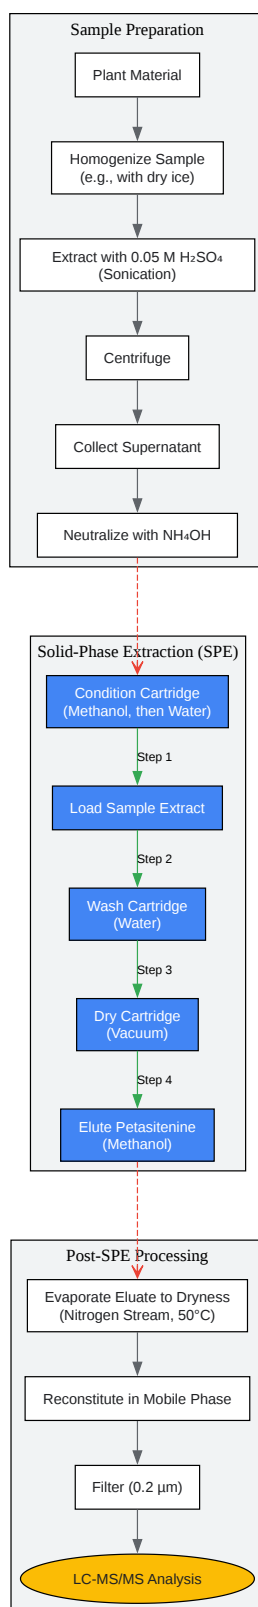 Sample Preparation
Plant Material
Homogenize Sample
(e.g., with dry ice)
Extract with 0.05 M H₂SO₄
(Sonication)
Centrifuge
Collect Supernatant
Neutralize with NH₄OH
Solid-Phase Extraction (SPE)
Condition Cartridge
(Methanol, then Water)
Step 1
Load Sample Extract
Step 2
Wash Cartridge
(Water)
Step 3
Dry Cartridge
(Vacuum)
Step 4
Elute Petasitenine
(Methanol)
Post-SPE Processing
Evaporate Eluate to Dryness
(Nitrogen Stream, 50°C)
Reconstitute in Mobile Phase
Filter (0.2 µm)
LC-MS/MS Analysis